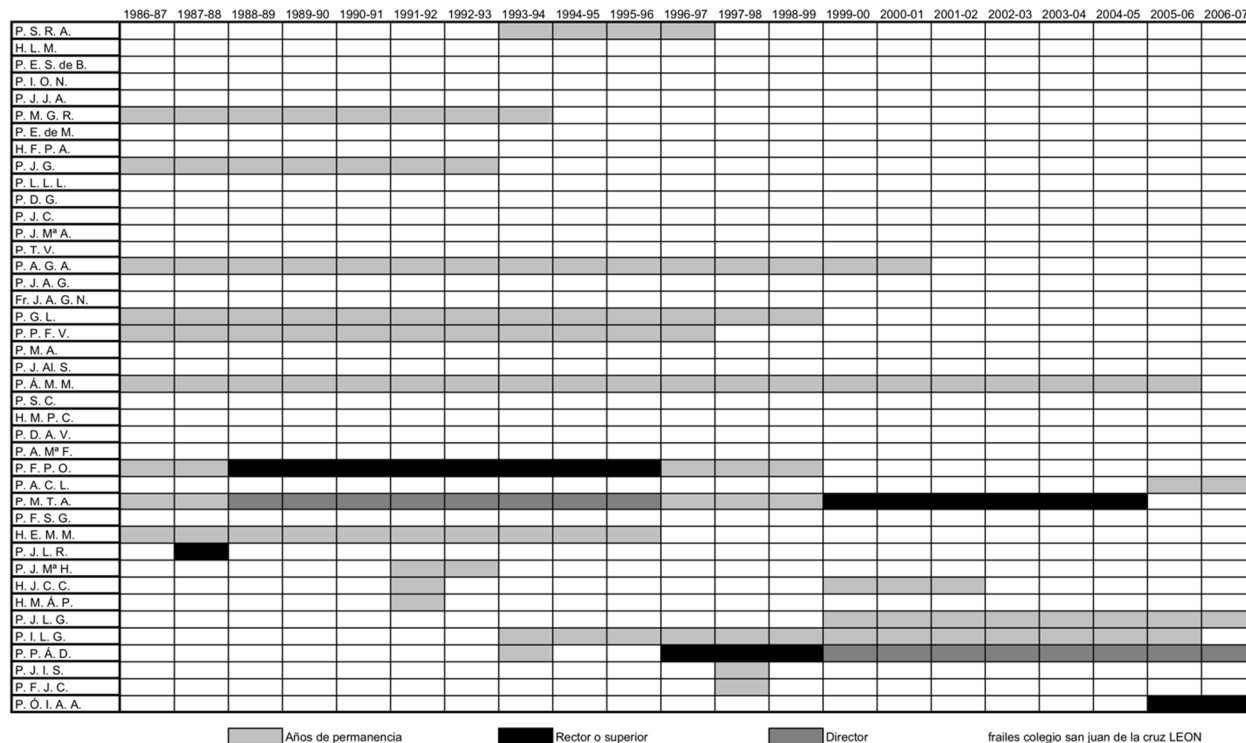 1986-87 1987-88 1988-89 1989-90 1990-91 1991-92 1992-93 1993-94 1994-95 1995-96 1996-97 1997-98 1998-99 1999-00 2000-01 2001-02 2002-03 2003-04 2004-05 2005-06 2006-07
P. S. R. A.
H. L. M.
P. E. S. de B.
P. I. O. N.
P. J. J. A.
P. M. G. R.
P. E. de M.
H. F. P. A.
P. J. G.
P. L. L. L.
P. D. G.
P. J. C.
P. J. Mª A.
P. T. V.
P. A. G. A.
P. J. A. G.
Fr. J. A. G. N.
P. G. L.
P. P. F. V.
P. M. A.
P. J. Al. S.
P. Á. M. M.
P. S. C.
H. M. P. C.
P. D. A. V.
P. A. Mª F.
P. F. P. O.
P. A. C. L.
P. M. T. A.
P. F. S. G.
H. E. M. M.
P. J. L. R.
P. J. Mª H.
H. J. C. C.
H. M. Á. P.
P. J. L. G.
P. I. L. G.
P. P. Á. D.
P. J. I. S.
P. F. J. C.
P. Ó. I. A. A.
Años de permanencia Rector o superior Director frailes colegio san juan de la cruz LEON